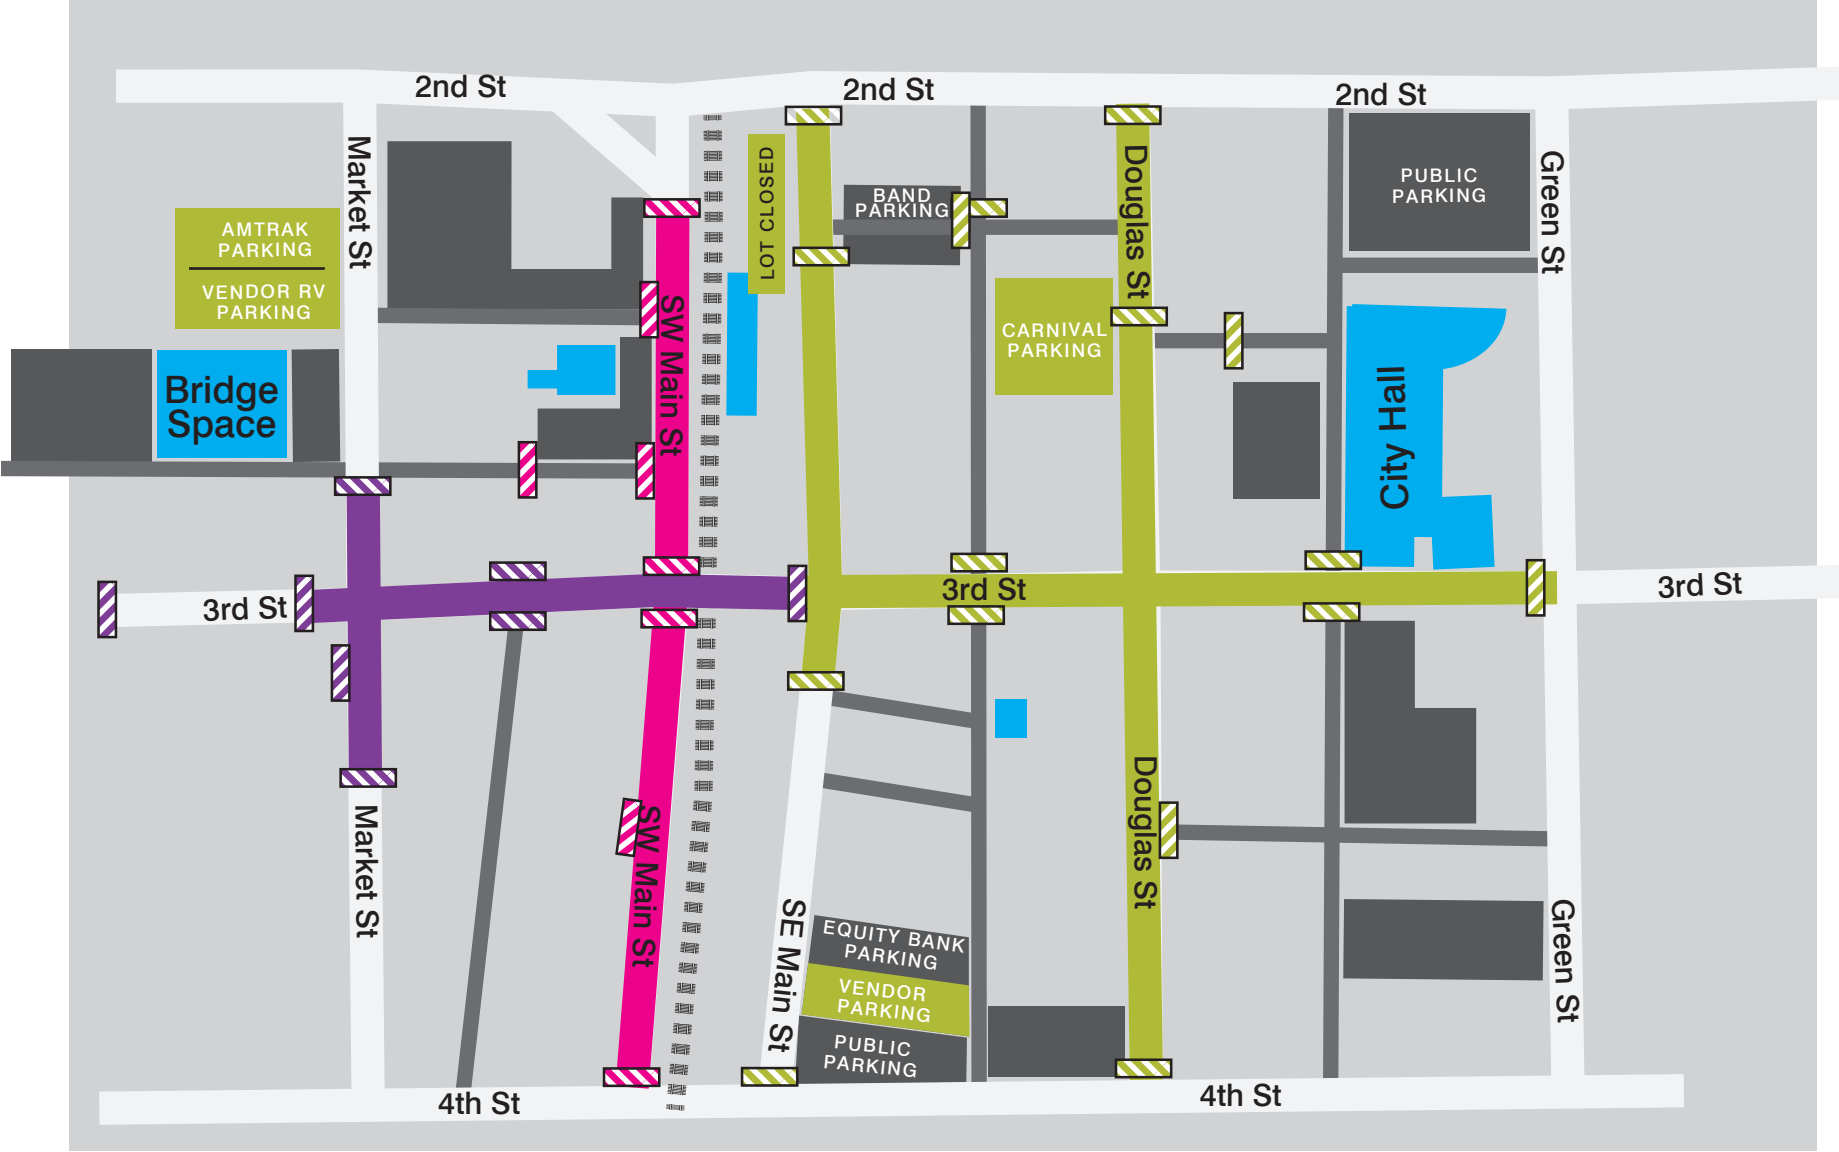 2nd St
2nd St
2nd St
Market St
LOT CLOSED
BAND
PARKING
Douglas St
PUBLIC
PARKING
Green St
AMTRAK
PARKING
VENDOR RV
PARKING
SW Main St
CARNIVAL
PARKING
Bridge
Space
City Hall
3rd St
3rd St
3rd St
Market St
SW Main St
Douglas St
SE Main St
EQUITY BANK
PARKING
VENDOR
PARKING
PUBLIC
PARKING
Green St
4th St
4th St